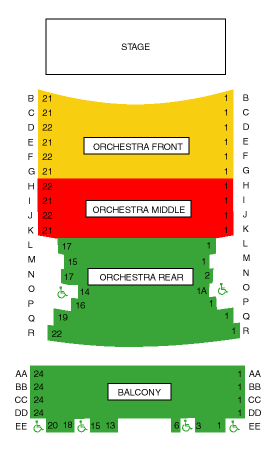 STAGE
B 21 1 B
C 21 1 C
D 22 1 D
E 21 1 E
ORCHESTRA FRONT
F 22 1 F
G 21 1 G
H 22 1 H
I 21 1 I
ORCHESTRA MIDDLE
J 22 1 J
K 21 1 K
L 17 1 L
M 15 1 M
N 17 2 N
ORCHESTRA REAR
O 14 1A O
P 16 1 P
Q 19 1 Q
R 22 1 R
AA 24 1 AA
BB 24 1 BB
BALCONY
CC 24 1 CC
DD 24 1 DD
EE 20 18 15 13 6 3 1 EE